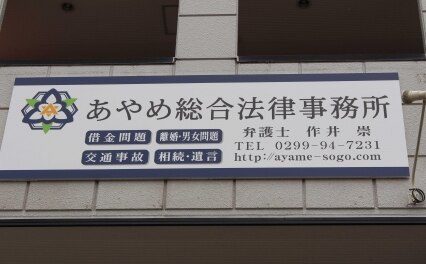 あやめ総合法律事務所
借金問題 離婚・男女問題
交通事故 相続・遺言
弁護士 作井 崇
TEL 0299-94-7231
http://ayame-sogo.com